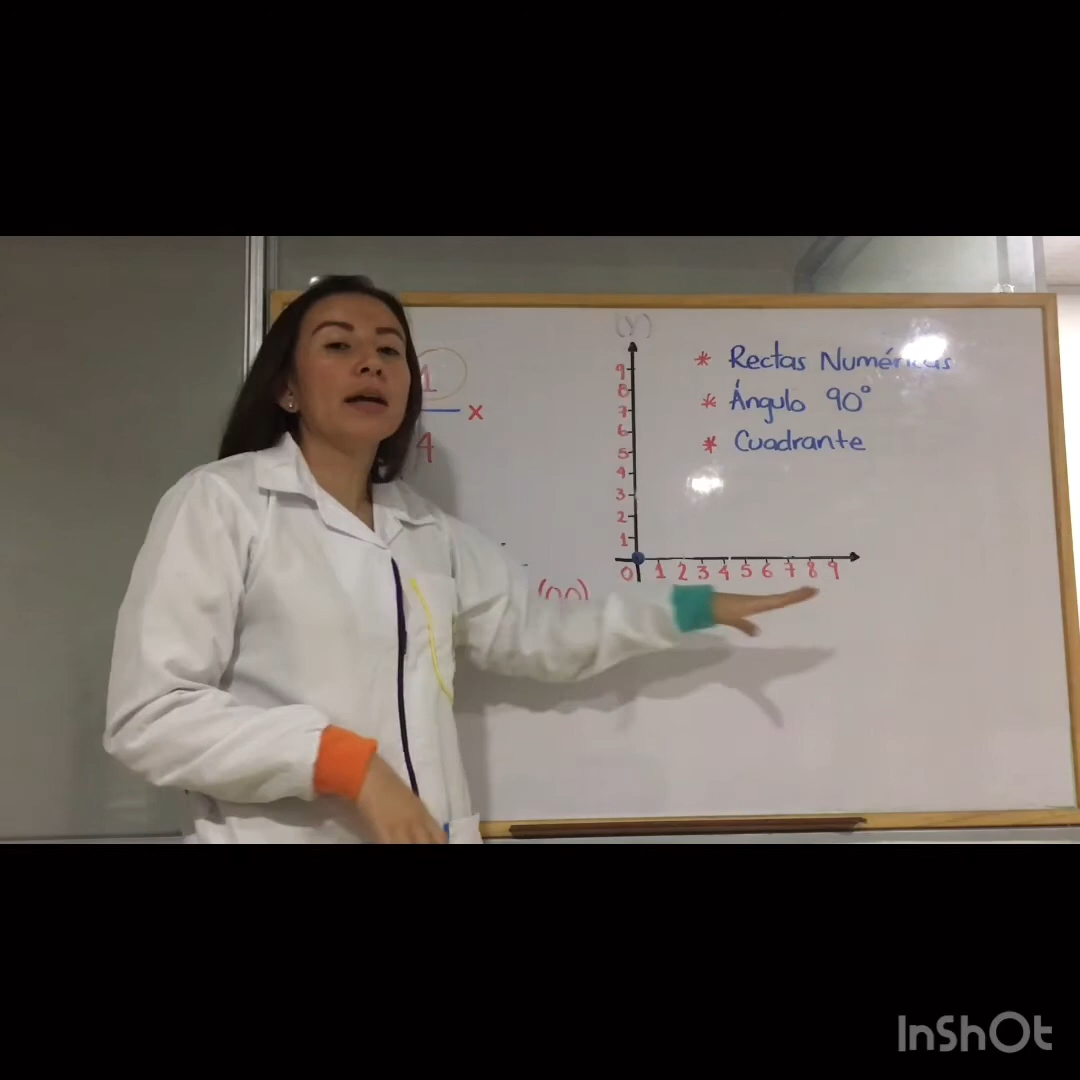 1
4 x
(y)
9
8
7
6
5
4
3
2
1
0 1 2 3 4 5 6 7 8 9
* Rectas Numéricas
* Ángulo 90°
* Cuadrante
InShOt